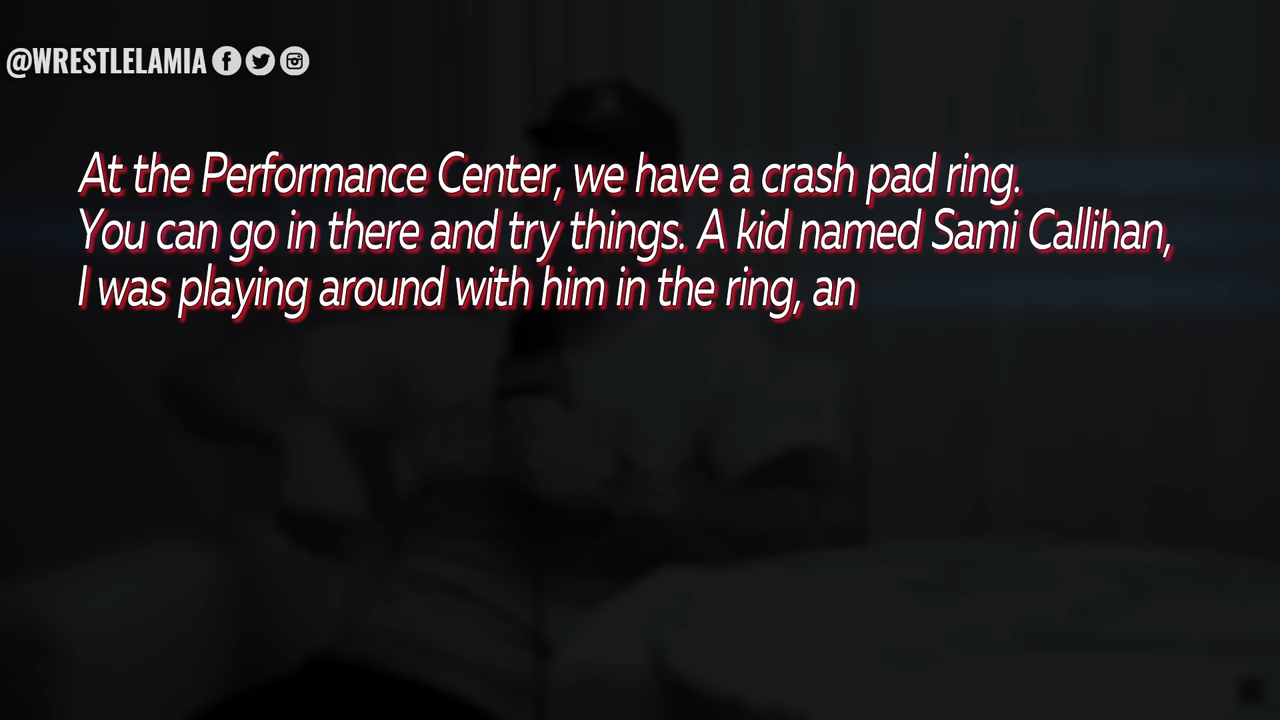 @WRESTLELAMIA
At the Performance Center, we have a crash pad ring.
You can go in there and try things. A kid named Sami Callihan,
I was playing around with him in the ring, an